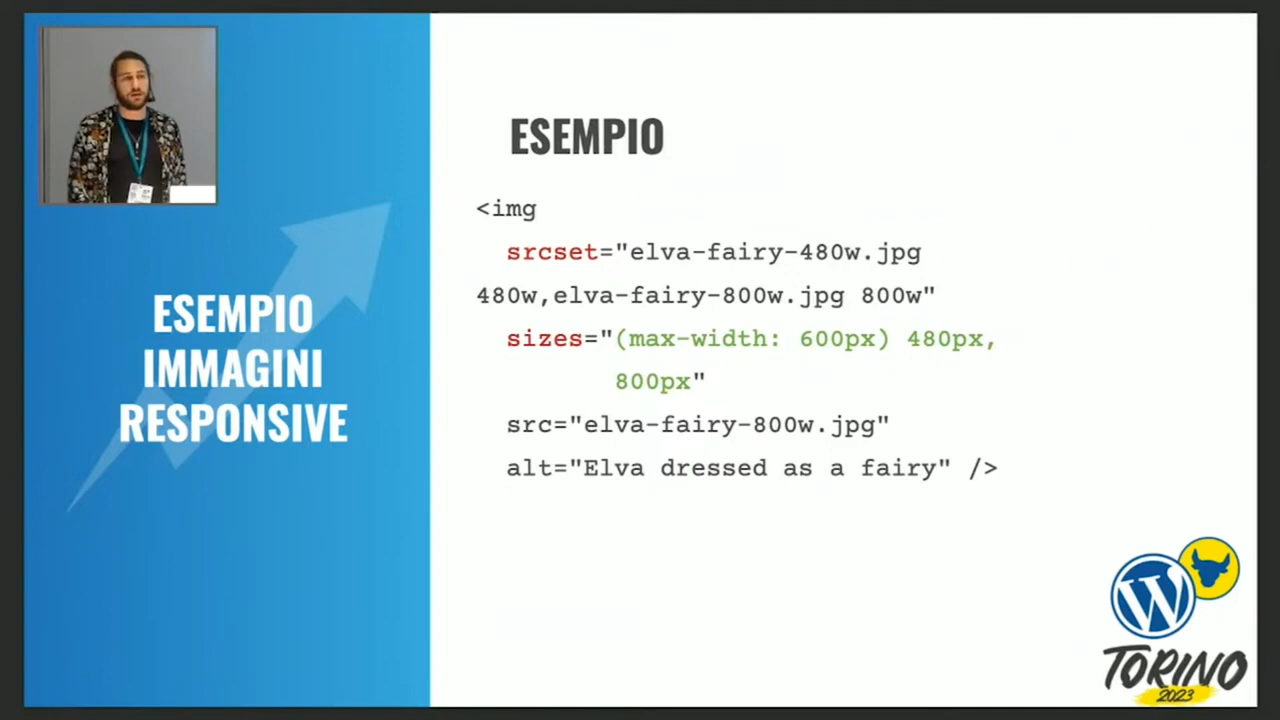 ESEMPIO
IMMAGINI
RESPONSIVE
ESEMPIO
<img
srcset="elva-fairy-480w.jpg
480w,elva-fairy-800w.jpg 800w"
sizes="(max-width: 600px) 480px,
800px"
src="elva-fairy-800w.jpg"
alt="Elva dressed as a fairy" />
W
TORINO
2023